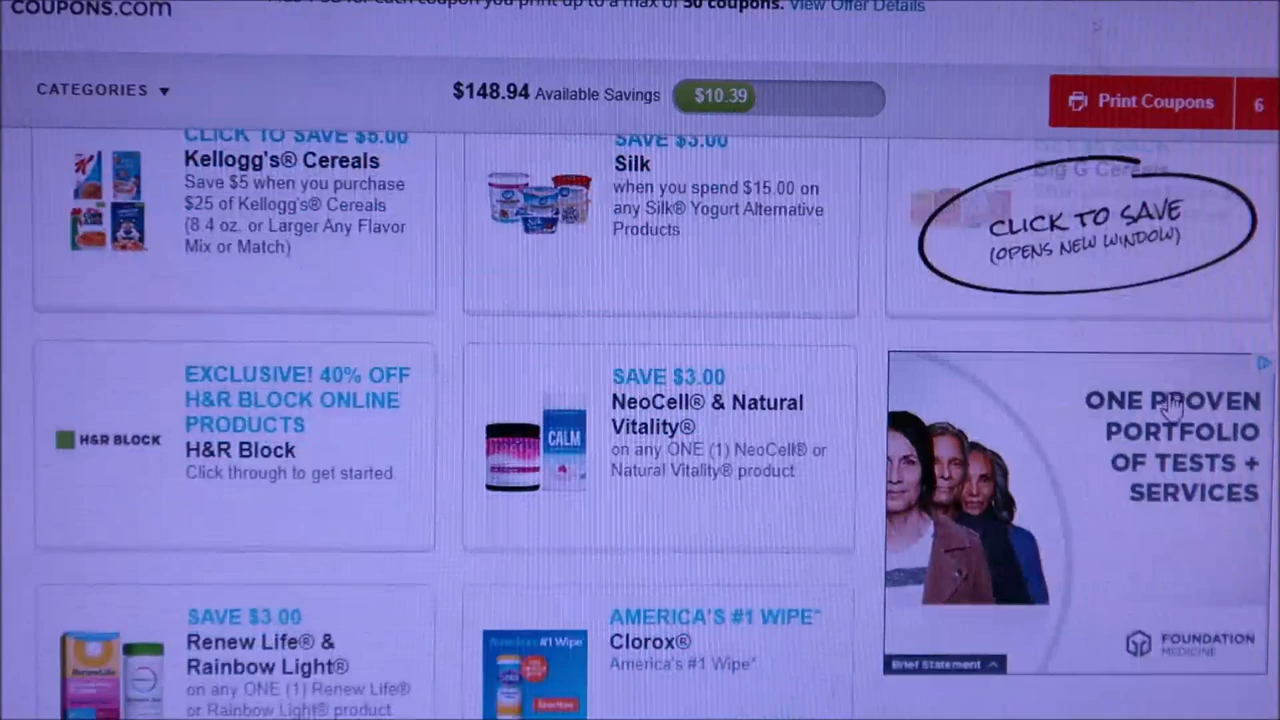 COUPONS.com
for each coupon you print up to a max of 50 coupons. View Offer Details
CATEGORIES ▼
$148.94 Available Savings
$10.39
Print Coupons
6
CLICK TO SAVE $5.00
Kellogg's® Cereals
Save $5 when you purchase
$25 of Kellogg's® Cereals
(8.4 oz. or Larger Any Flavor
Mix or Match)
SAVE $3.00
Silk
when you spend $15.00 on
any Silk® Yogurt Alternative
Products
Big G Cereals
CLICK TO SAVE
(OPENS NEW WINDOW)
H&R BLOCK
EXCLUSIVE! 40% OFF
H&R BLOCK ONLINE
PRODUCTS
H&R Block
Click through to get started.
CALM
SAVE $3.00
NeoCell® & Natural
Vitality®
on any ONE (1) NeoCell® or
Natural Vitality® product
ONE PROVEN
PORTFOLIO
OF TESTS +
SERVICES
FOUNDATION
MEDICINE
Brief Statement
SAVE $3.00
Renew Life® &
Rainbow Light®
on any ONE (1) Renew Life®
or Rainbow Light® product
America's #1 Wipe*
AMERICA'S #1 WIPE*
Clorox®
America's #1 Wipe*